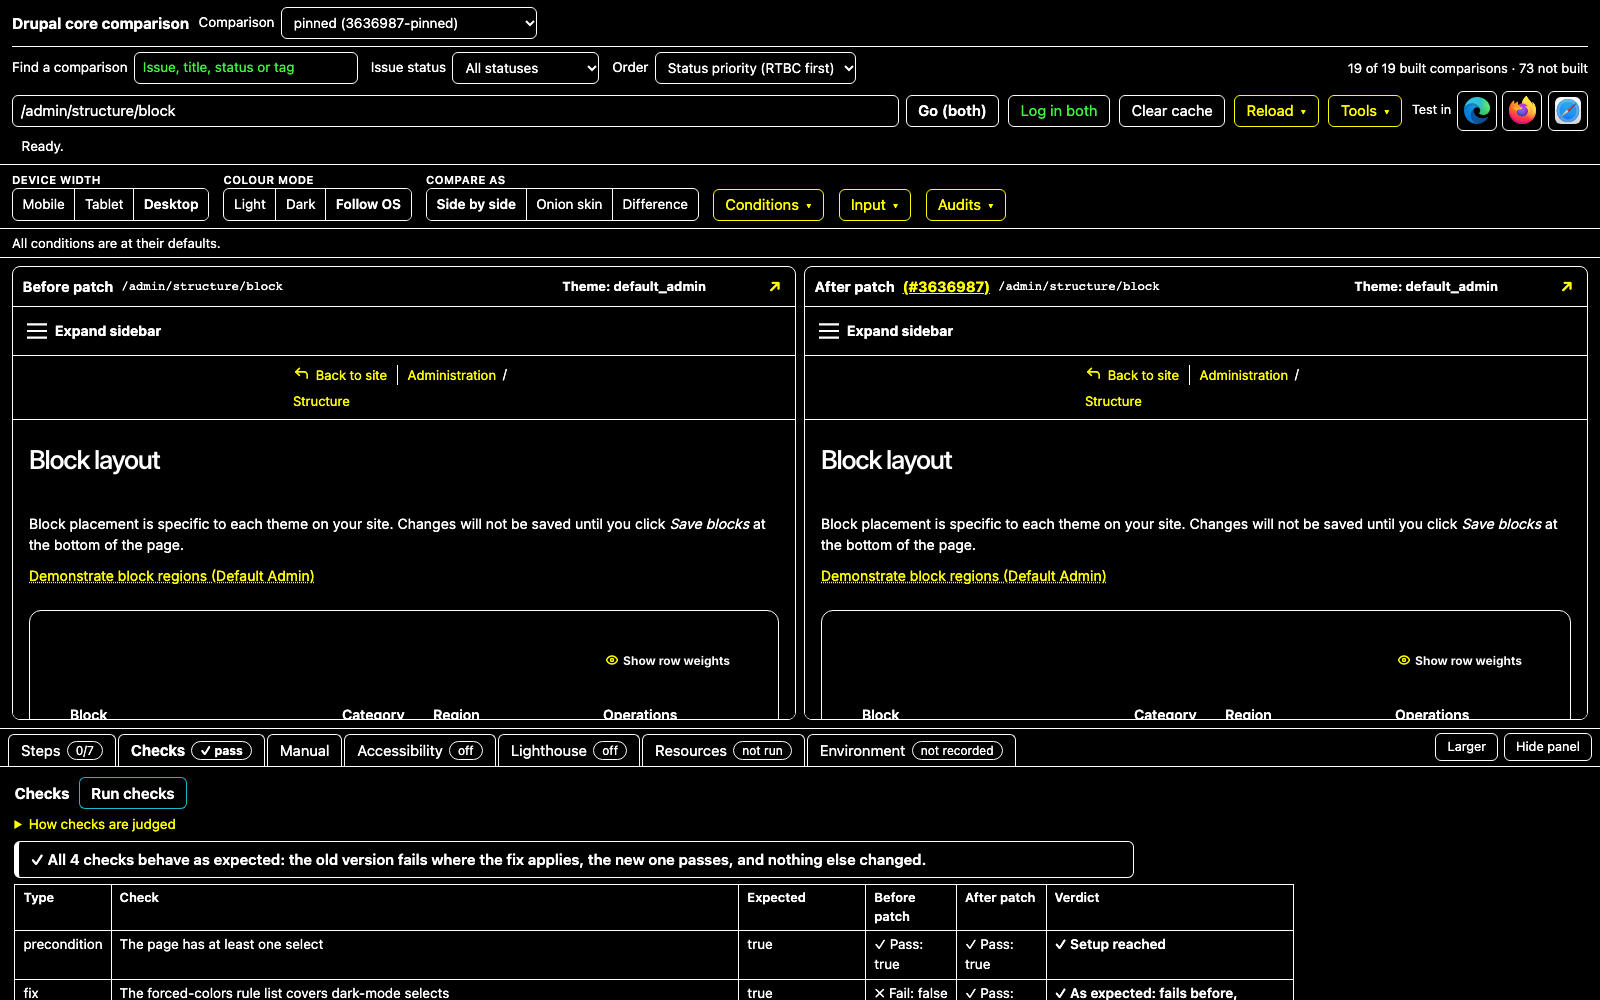 Drupal core comparison Comparison pinned (3636987-pinned)
Find a comparison Issue, title, status or tag Issue status All statuses Order Status priority (RTBC first) 19 of 19 built comparisons · 73 not built
/admin/structure/block Go (both) Log in both Clear cache Reload ▾ Tools ▾ Test in
Ready.
DEVICE WIDTH COLOUR MODE COMPARE AS
Mobile Tablet Desktop Light Dark Follow OS Side by side Onion skin Difference Conditions ▾ Input ▾ Audits ▾
All conditions are at their defaults.
Before patch /admin/structure/block Theme: default_admin
Expand sidebar
Back to site Administration /
Structure
Block layout
Block placement is specific to each theme on your site. Changes will not be saved until you click Save blocks at
the bottom of the page.
Demonstrate block regions (Default Admin)
Show row weights
Block Category Region Operations
After patch (#3636987) /admin/structure/block Theme: default_admin
Expand sidebar
Back to site Administration /
Structure
Block layout
Block placement is specific to each theme on your site. Changes will not be saved until you click Save blocks at
the bottom of the page.
Demonstrate block regions (Default Admin)
Show row weights
Block Category Region Operations
Steps 0/7 Checks ✓ pass Manual Accessibility off Lighthouse off Resources not run Environment not recorded Larger Hide panel
Checks Run checks
▶ How checks are judged
✓ All 4 checks behave as expected: the old version fails where the fix applies, the new one passes, and nothing else changed.
Type Check Expected Before patch After patch Verdict
precondition The page has at least one select true ✓ Pass: true ✓ Pass: true ✓ Setup reached
fix The forced-colors rule list covers dark-mode selects true ✕ Fail: false ✓ Pass: ✓ As expected: fails before,